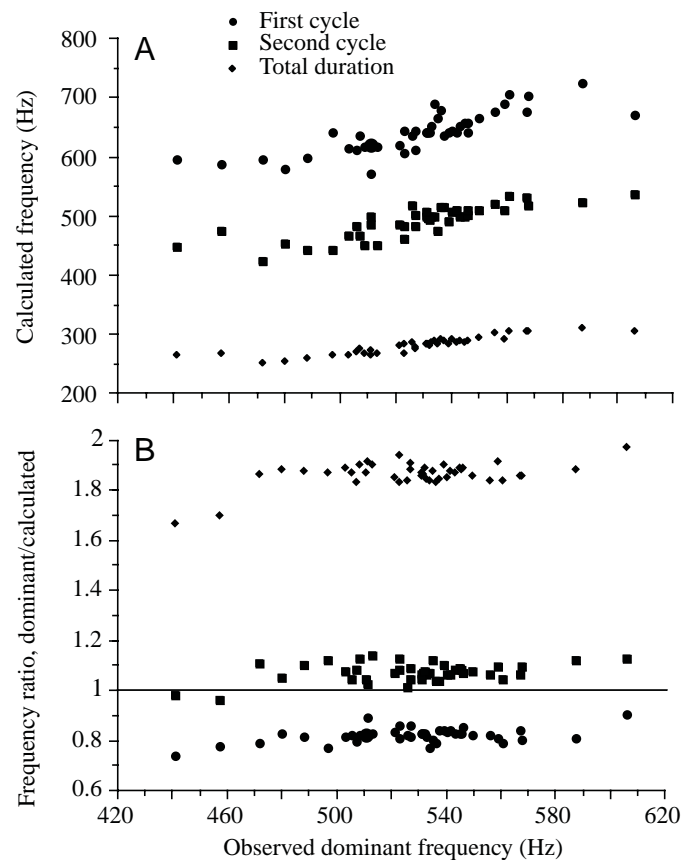 First cycle
Second cycle
Total duration
A
800
700
600
500
400
300
200
Calculated frequency (Hz)
B
2
1.8
1.6
1.4
1.2
1
0.8
0.6
Frequency ratio, dominant/calculated
420
460
500
540
580
620
Observed dominant frequency (Hz)